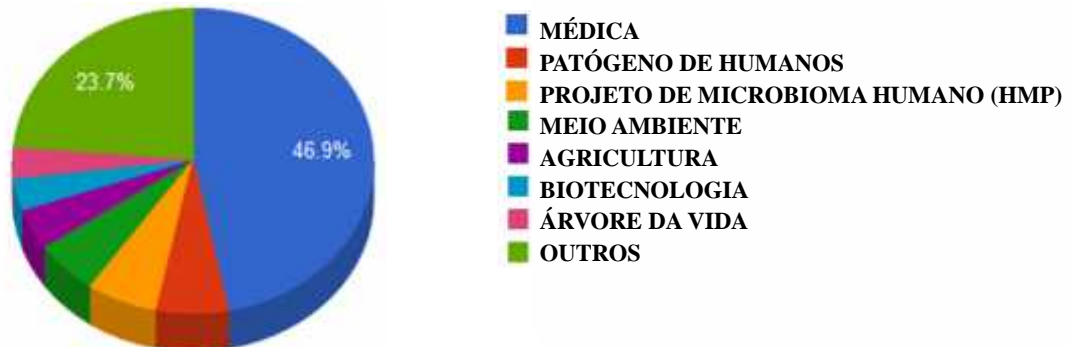 23.7%
46.9%
MÉDICA
PATÓGENO DE HUMANOS
PROJETO DE MICROBIOMA HUMANO (HMP)
MEIO AMBIENTE
AGRICULTURA
BIOTECNOLOGIA
ÁRVORE DA VIDA
OUTROS